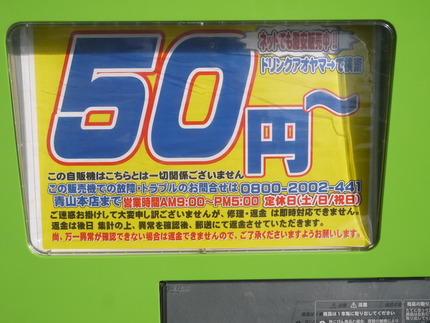 ネットでも激安販売中!!
ドリンクアオヤマで検索
50円~
この自販機はこちらとは一切関係ございません
この販売機での故障・トラブルのお問合せは 0800-2002-441
青山本店まで 営業時間AM9:00~PM5:00 定休日(土/日/祝日)
ご迷惑お掛けして大変申し訳ございませんが、修理・返金 は即時対応できません。
返金は後日 集計の上、異常を確認後、郵送にて返金させていただきます。
尚、万一異常が確認できない場合は返金できませんので、ご了承くださいますようお願いします。
注意
注意